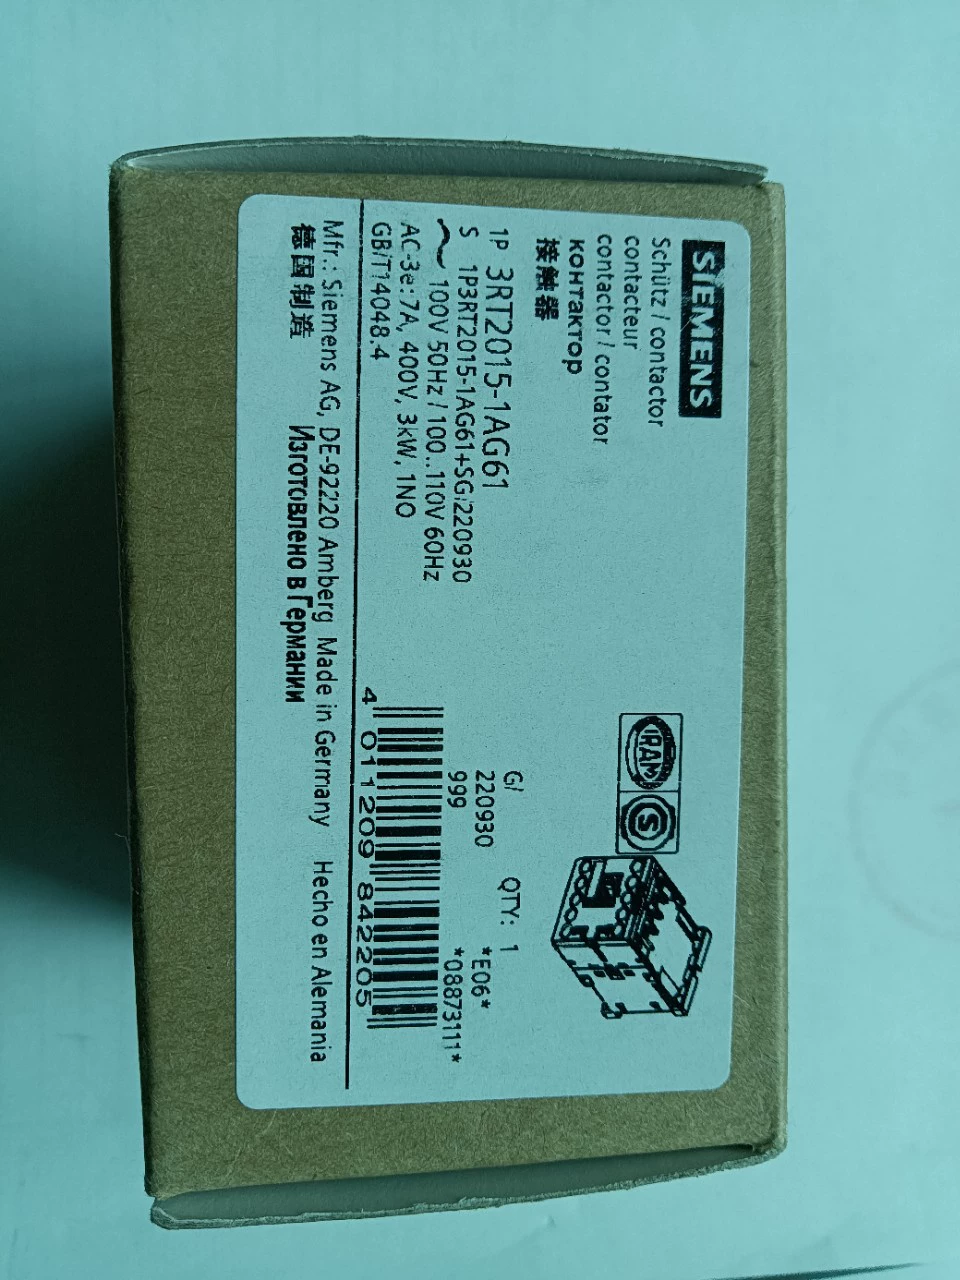 SIEMENS
Schütz / contactor
contacteur
contactor / contator
контактор
接触器
IRAM
S
1P 3RT2015-1AG61
S 1P3RT2015-1AG61+SG/220930
100V 50Hz / 100..110V 60Hz
AC-3e:7A, 400V, 3kW, 1NO
GB/T14048.4
G/ QTY: 1
220930 *E06*
999 *08873111*
4 011209 842205
Mfr.: Siemens AG, DE-92220 Amberg Made in Germany Hecho en Alemania
德国制造 Изготовлено в Германии